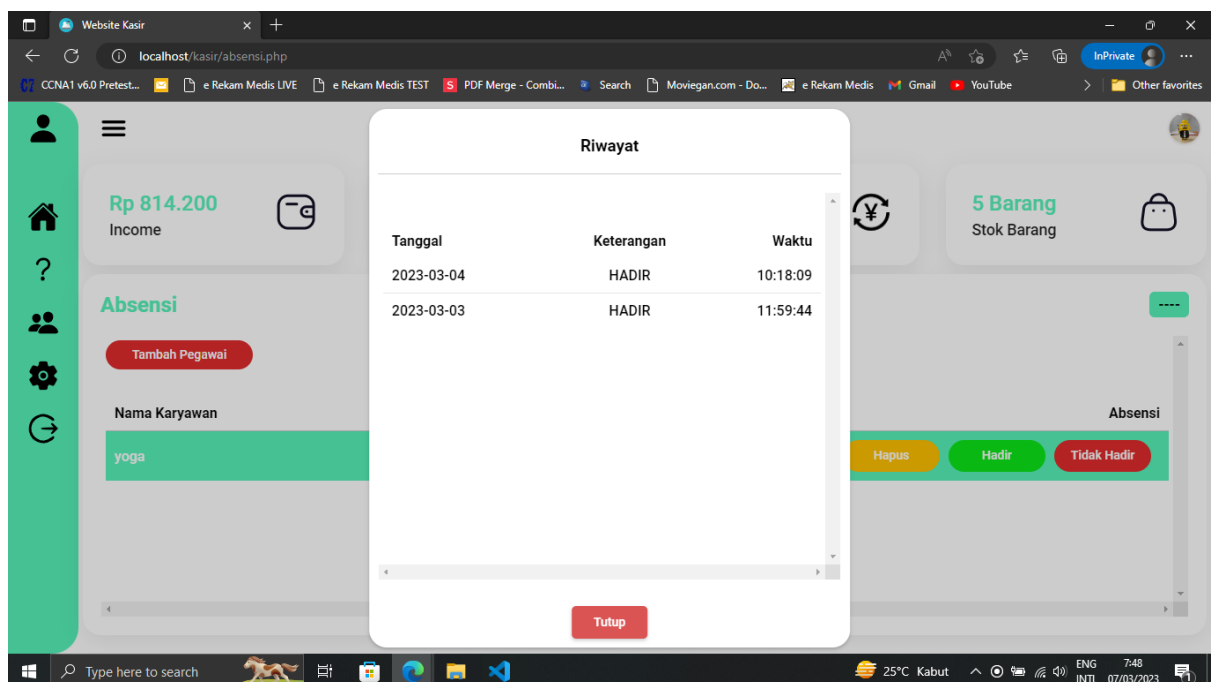 Website Kasir
localhost/kasir/absensi.php
InPrivate
CCNA1 v6.0 Pretest...
e Rekam Medis LIVE
e Rekam Medis TEST
S PDF Merge - Combi...
Search
Moviegan.com - Do...
e Rekam Medis
Gmail
YouTube
Other favorites
Riwayat
Rp 814.200
Income
¥
5 Barang
Stok Barang
Tanggal Keterangan Waktu
2023-03-04 HADIR 10:18:09
2023-03-03 HADIR 11:59:44
Absensi
----
Tambah Pegawai
Nama Karyawan Absensi
yoga Hapus Hadir Tidak Hadir
Tutup
Type here to search
25°C Kabut
ENG
INTL
7:48
07/03/2023
1